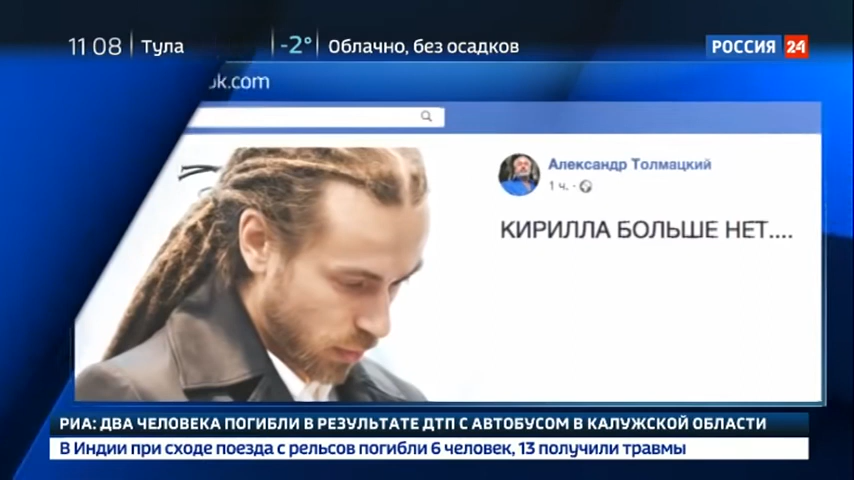 11 08 Тула -2° Облачно, без осадков РОССИЯ 24
ok.com
Александр Толмацкий
1 ч.
КИРИЛЛА БОЛЬШЕ НЕТ....
РИА: ДВА ЧЕЛОВЕКА ПОГИБЛИ В РЕЗУЛЬТАТЕ ДТП С АВТОБУСОМ В КАЛУЖСКОЙ ОБЛАСТИ
В Индии при сходе поезда с рельсов погибли 6 человек, 13 получили травмы